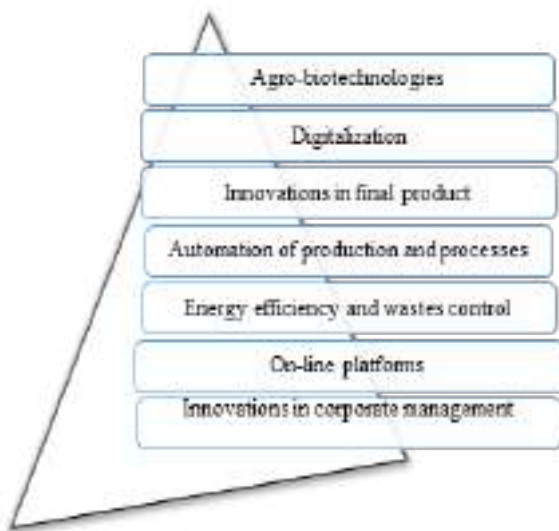 Agro-biotechnologies
Digitalization
Innovations in final product
Automation of production and processes
Energy efficiency and wastes control
On-line platforms
Innovations in corporate management